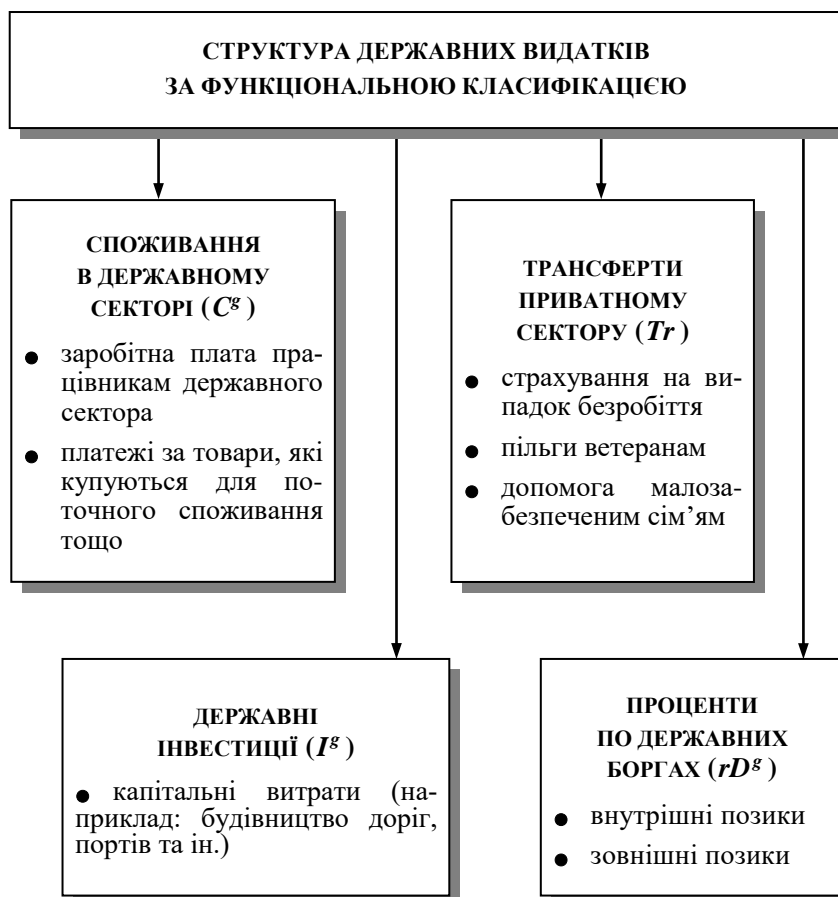 СТРУКТУРА ДЕРЖАВНИХ ВИДАТКІВ
ЗА ФУНКЦІОНАЛЬНОЮ КЛАСИФІКАЦІЄЮ
СПОЖИВАННЯ
В ДЕРЖАВНОМУ
СЕКТОРІ (C^g)
● заробітна плата пра-
цівникам державного
сектора
● платежі за товари, які
купуються для по-
точного споживання
тощо
ТРАНСФЕРТИ
ПРИВАТНОМУ
СЕКТОРУ (Tr)
● страхування на ви-
падок безробіття
● пільги ветеранам
● допомога малоза-
безпеченим сім’ям
ДЕРЖАВНІ
ІНВЕСТИЦІЇ (I^g)
● капітальні витрати (на-
приклад: будівництво доріг,
портів та ін.)
ПРОЦЕНТИ
ПО ДЕРЖАВНИХ
БОРГАХ (rD^g)
● внутрішні позики
● зовнішні позики